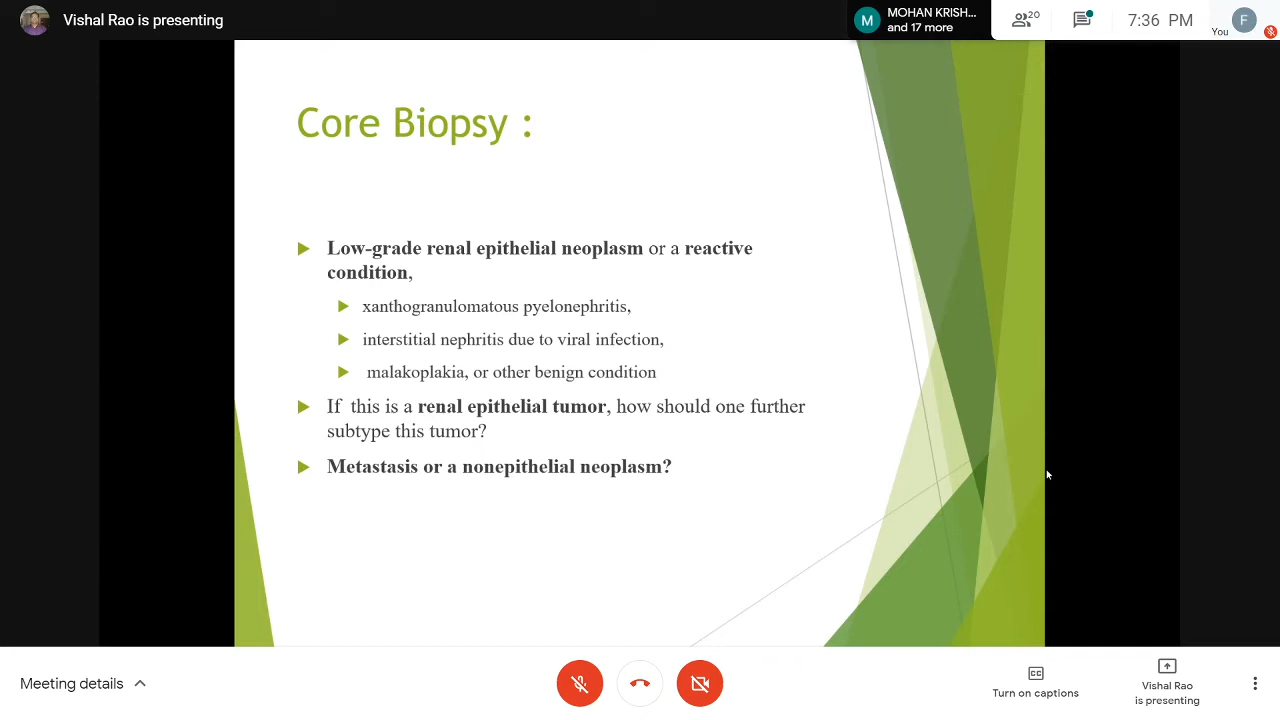 Vishal Rao is presenting
M
MOHAN KRISH...
and 17 more
20
7:36 PM
You
F
Core Biopsy :
Low-grade renal epithelial neoplasm or a reactive
condition,
xanthogranulomatous pyelonephritis,
interstitial nephritis due to viral infection,
malakoplakia, or other benign condition
If this is a renal epithelial tumor, how should one further
subtype this tumor?
Metastasis or a nonepithelial neoplasm?
Meeting details
CC
Turn on captions
Vishal Rao
is presenting